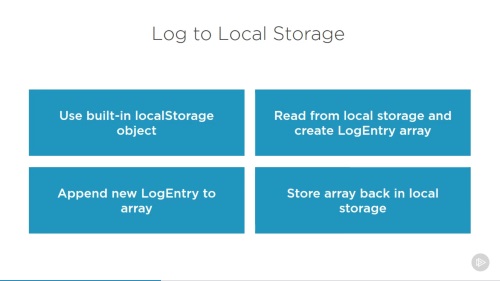 Log to Local Storage
Use built-in localStorage
object
Read from local storage and
create LogEntry array
Append new LogEntry to
array
Store array back in local
storage